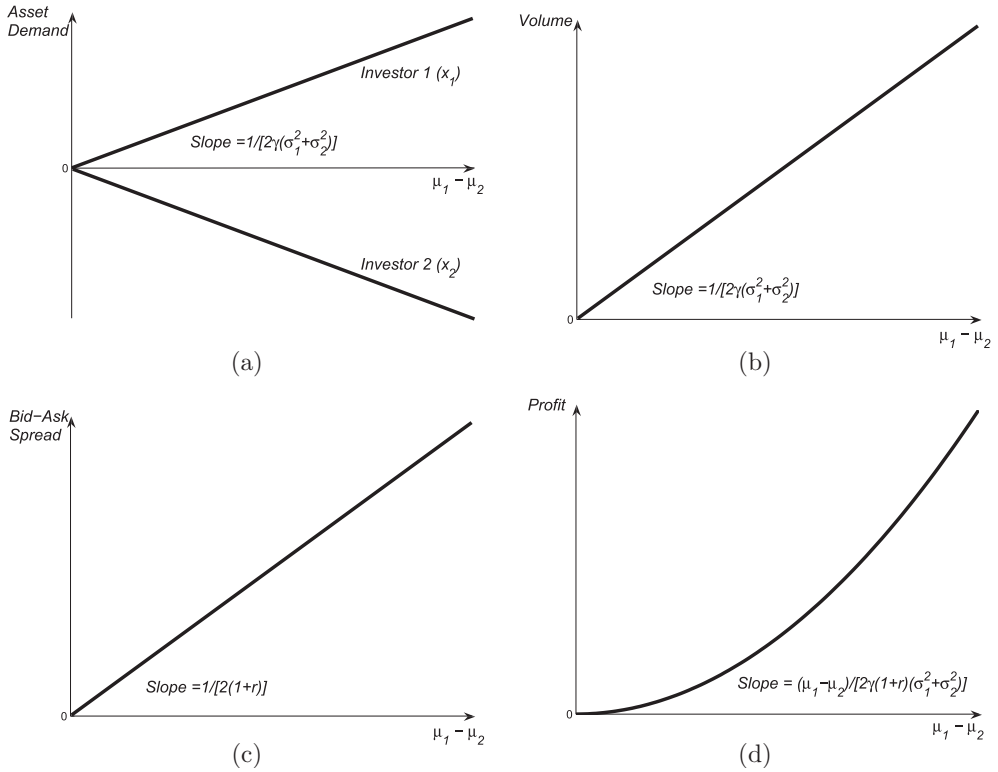 Asset
Demand
Investor 1 (x₁)
Slope =1/[2γ(σ₁²+σ₂²)]
0
μ₁ − μ₂
Investor 2 (x₂)
(a)
Volume
Slope =1/[2γ(σ₁²+σ₂²)]
0
μ₁ − μ₂
(b)
Bid−Ask
Spread
Slope =1/[2(1+r)]
0
μ₁ − μ₂
(c)
Profit
Slope = (μ₁−μ₂)/[2γ(1+r)(σ₁²+σ₂²)]
0
μ₁ − μ₂
(d)